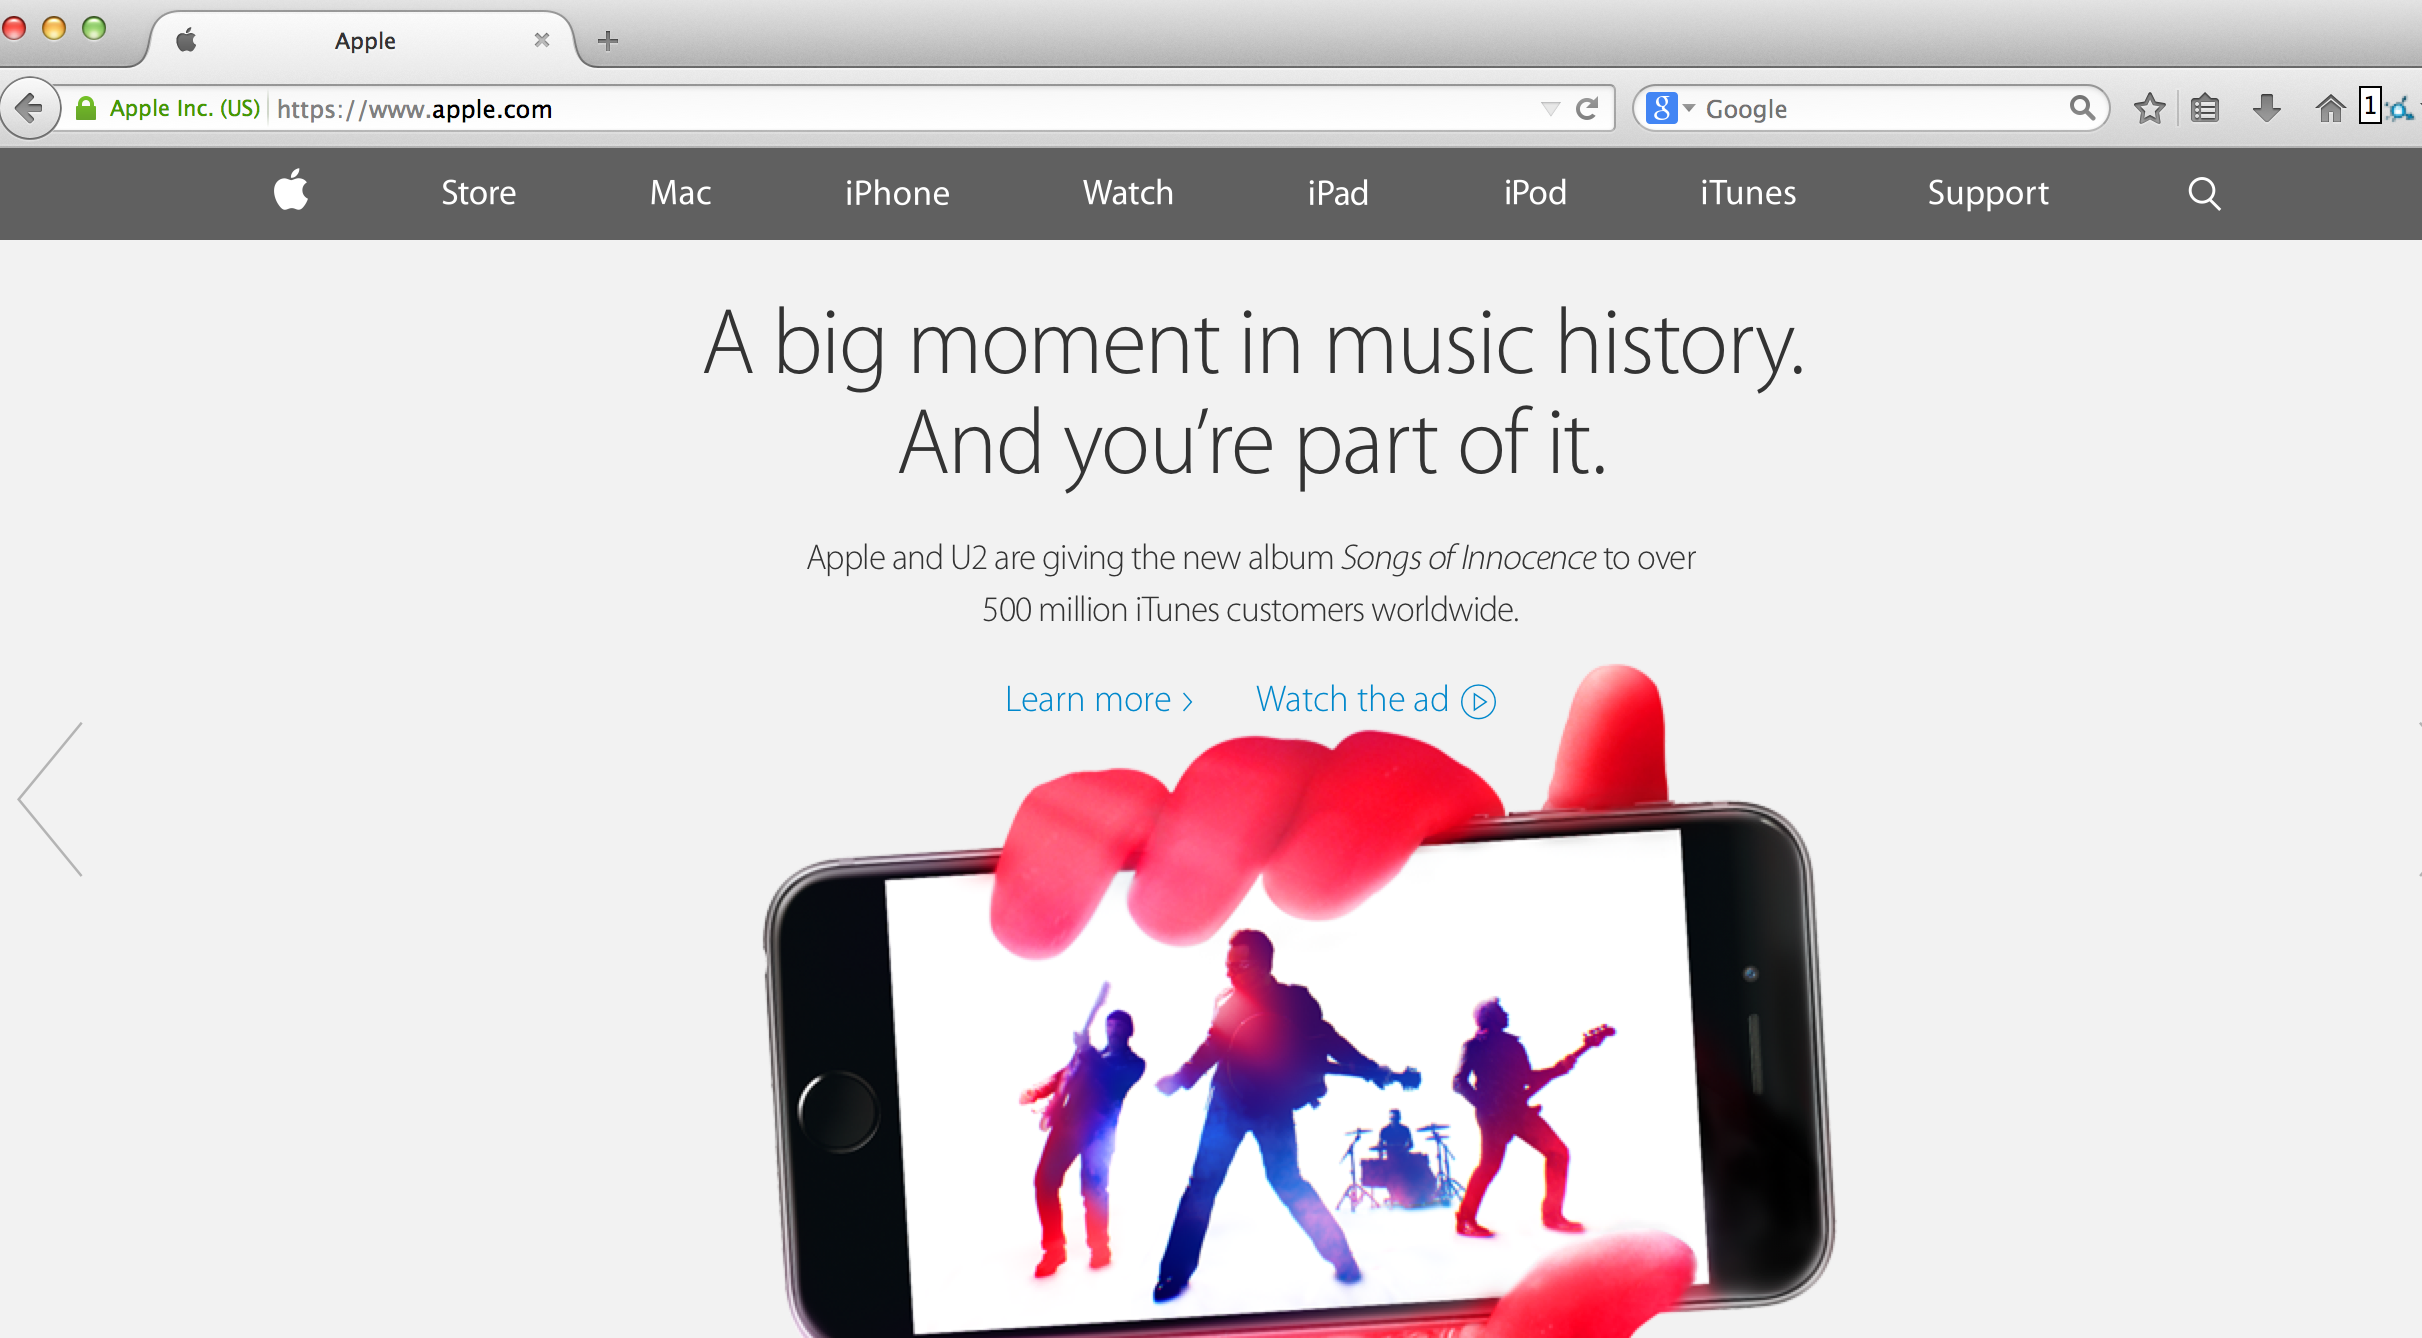 Apple
Apple Inc. (US) https://www.apple.com
Google
1
Store Mac iPhone Watch iPad iPod iTunes Support
A big moment in music history.
And you’re part of it.
Apple and U2 are giving the new album Songs of Innocence to over
500 million iTunes customers worldwide.
Learn more › Watch the ad